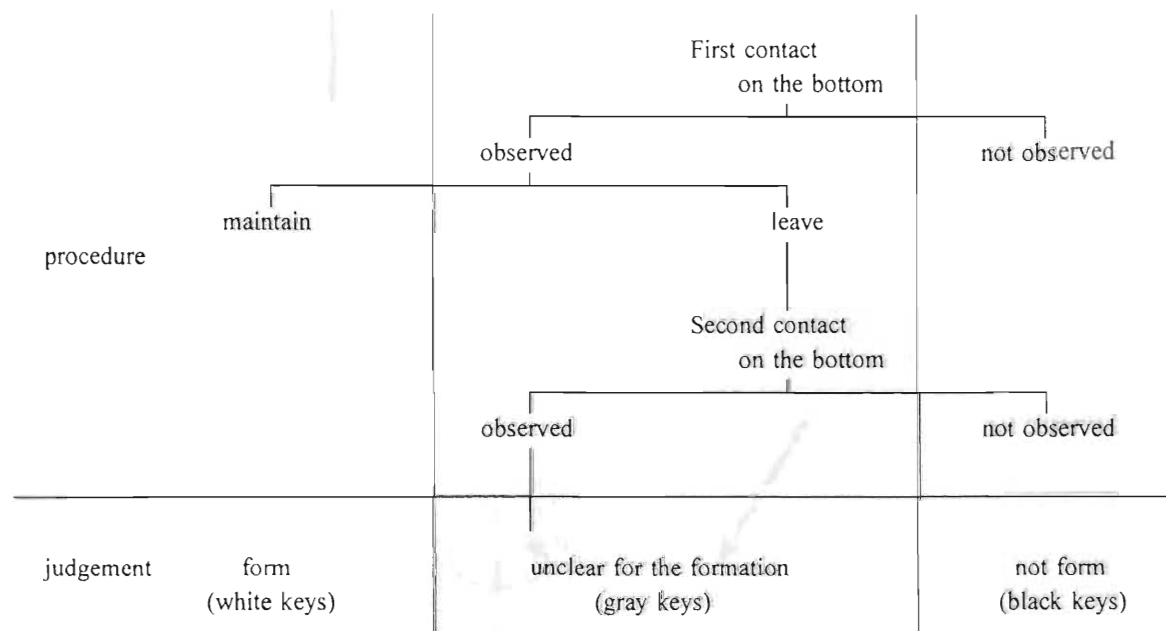 First contact
on the bottom
observed
not observed
maintain
leave
procedure
Second contact
on the bottom
observed
not observed
judgement
form
(white keys)
unclear for the formation
(gray keys)
not form
(black keys)